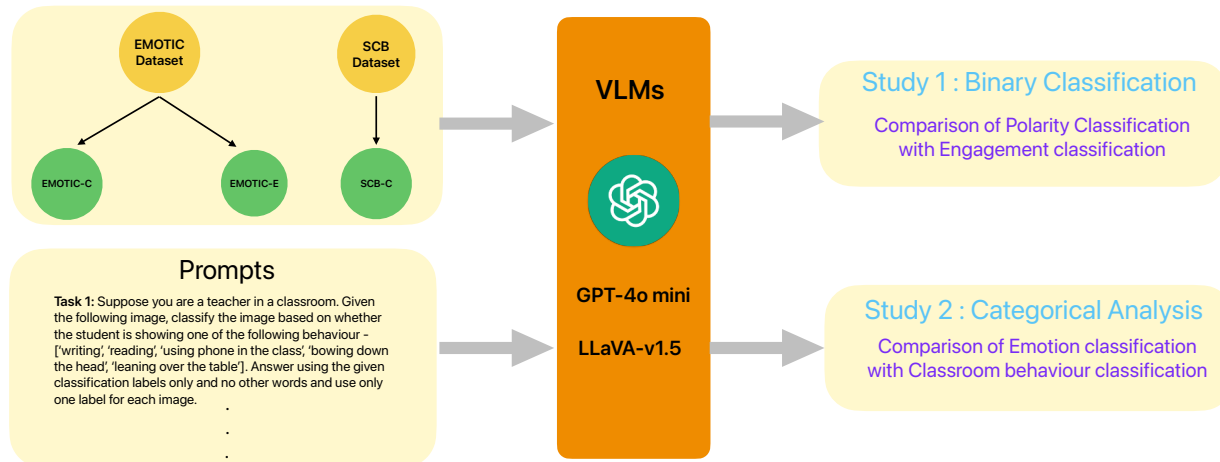 EMOTIC
Dataset
SCB
Dataset
EMOTIC-C
EMOTIC-E
SCB-C
Prompts
Task 1: Suppose you are a teacher in a classroom. Given
the following image, classify the image based on whether
the student is showing one of the following behaviour -
['writing', 'reading', 'using phone in the class', 'bowing down
the head', 'leaning over the table']. Answer using the given
classification labels only and no other words and use only
one label for each image.
.
.
.
VLMs
GPT-4o mini
LLaVA-v1.5
Study 1 : Binary Classification
Comparison of Polarity Classification
with Engagement classification
Study 2 : Categorical Analysis
Comparison of Emotion classification
with Classroom behaviour classification